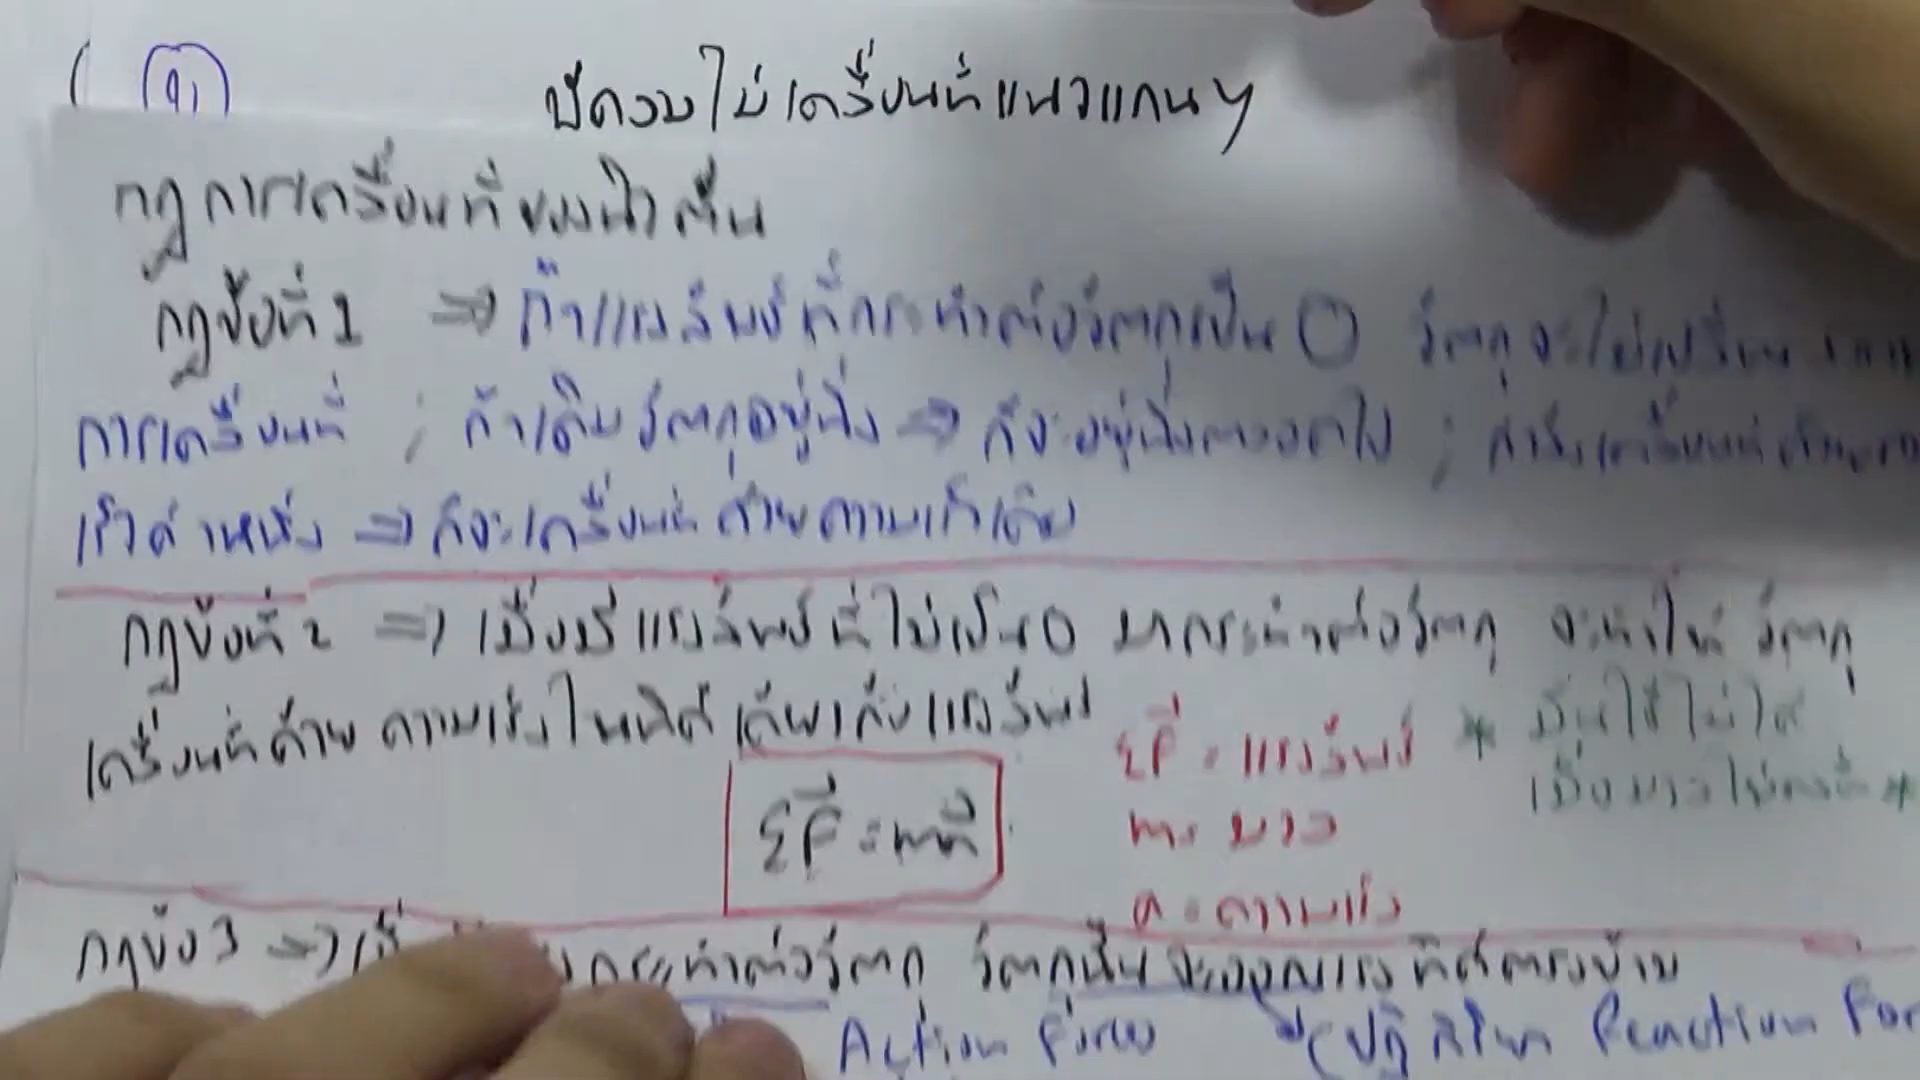 ไม่เคลื่อนที่แนวแกน y
กฎการเคลื่อนที่ของนิวตัน
กฎข้อที่ 1 ⇒ ถ้าแรงลัพธ์ที่กระทำต่อวัตถุเป็น 0 วัตถุจะไม่เปลี่ยน
การเคลื่อนที่ ; ถ้าเดิมวัตถุอยู่นิ่ง ⇒ ก็จะอยู่นิ่งตลอดไป ;
เร็วค่าหนึ่ง ⇒ ก็จะเคลื่อนที่ด้วยความเร็วเดิม
กฎข้อที่ 2 ⇒ เมื่อมีแรงลัพธ์ที่ไม่เป็น 0 มากระทำต่อวัตถุ จะทำให้วัตถุ
เคลื่อนที่ด้วยความเร่งในทิศเดียวกับแรงลัพธ์
ΣF = แรงลัพธ์ * ใช้ไม่ได้
เมื่อมวลไม่คงที่ *
ΣF = ma
m = มวล
a = ความเร่ง
กฎข้อ 3 ⇒ กระทำต่อวัตถุ วัตถุนั้นจะออกแรงทิศตรงข้าม
Action Force (ปฏิกิริยา Reaction For